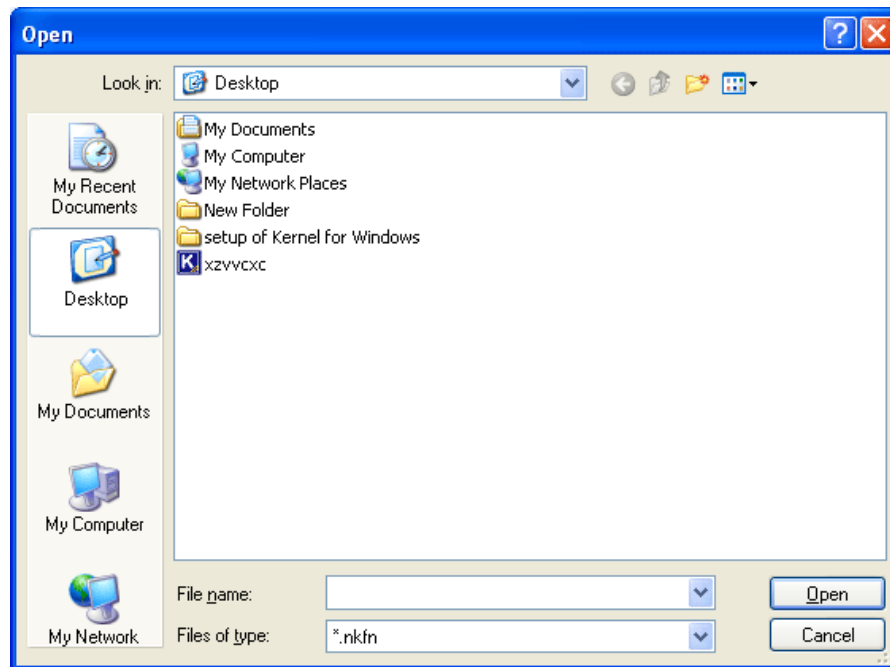 Open
Look in:
Desktop
My Recent
Documents
Desktop
My Documents
My Computer
My Network
My Documents
My Computer
My Network Places
New Folder
setup of Kernel for Windows
K
xzvvcxc
File name:
Open
Files of type:
*.nkfn
Cancel